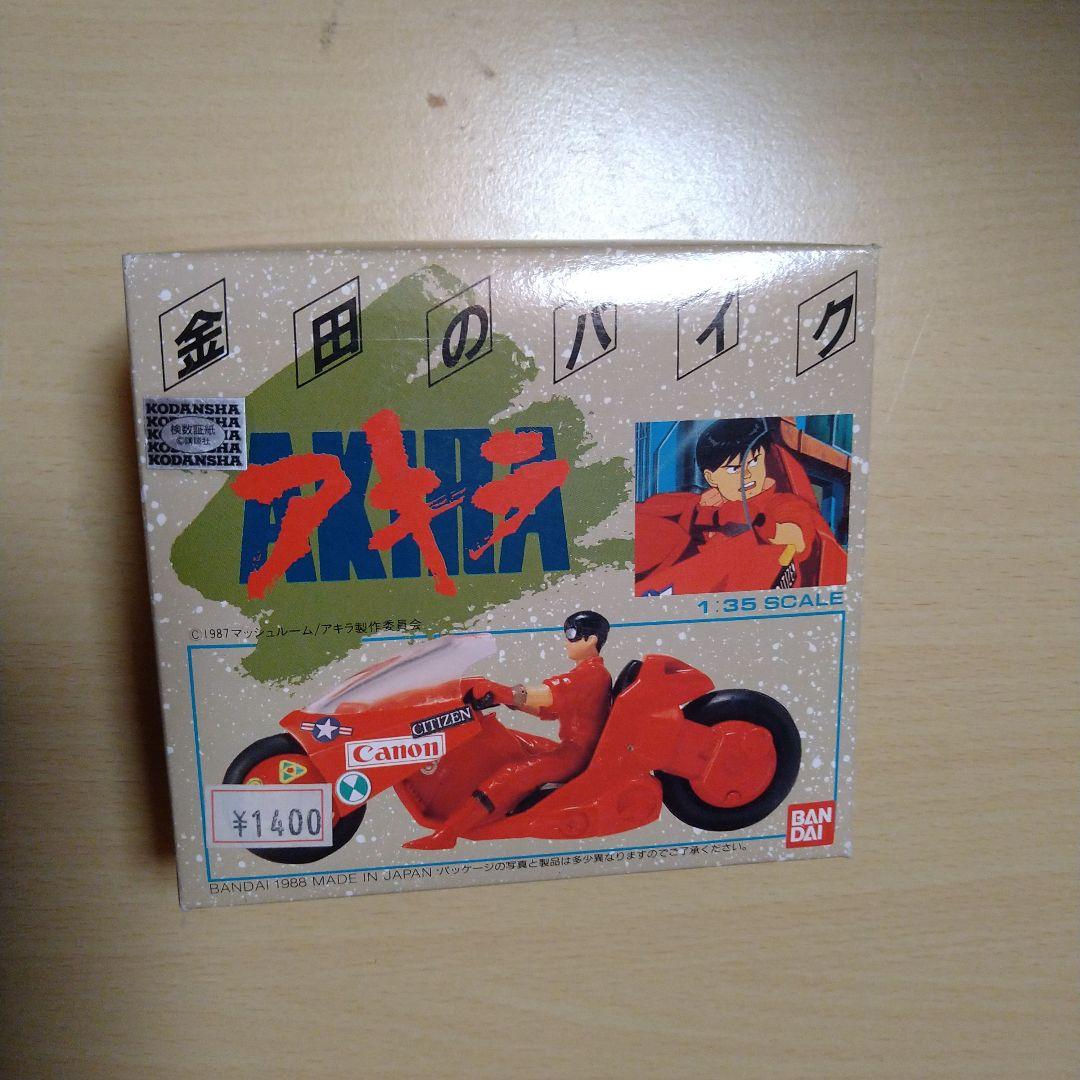 金田のバイク
KODANSHA
KODANSHA
検数証紙
©講談社
KODANSHA
KODANSHA
AKIRA
アキラ
1:35 SCALE
©1987マッシュルーム/アキラ製作委員会
CITIZEN
Canon
¥1400
BAN
DAI
BANDAI 1988 MADE IN JAPAN・パッケージの写真と製品は多少異なりますのでご了承ください。